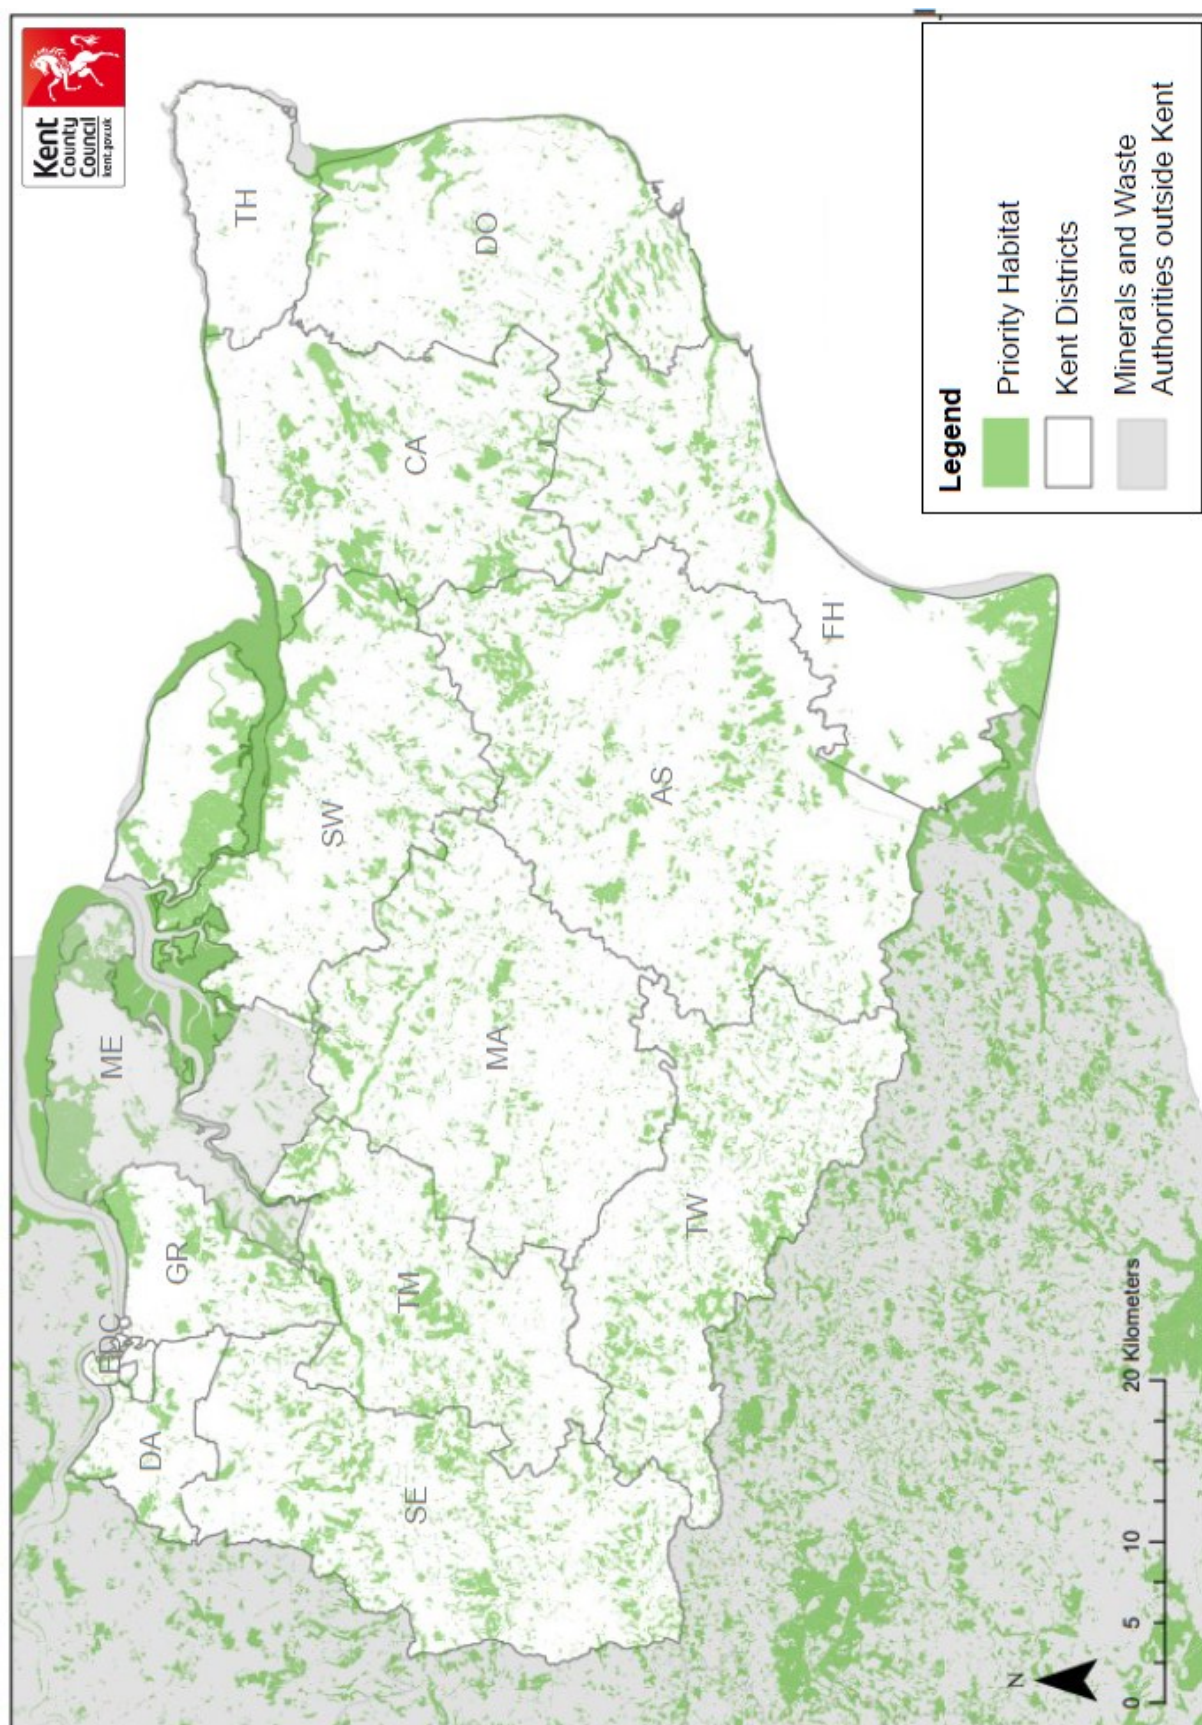 Kent
County
Council
kent.gov.uk
TH
DO
CA
FH
SW
AS
ME
MA
GR
TM
TW
EDC
DA
SE
Legend
Priority Habitat
Kent Districts
Minerals and Waste
Authorities outside Kent
N
0 5 10 20 Kilometers